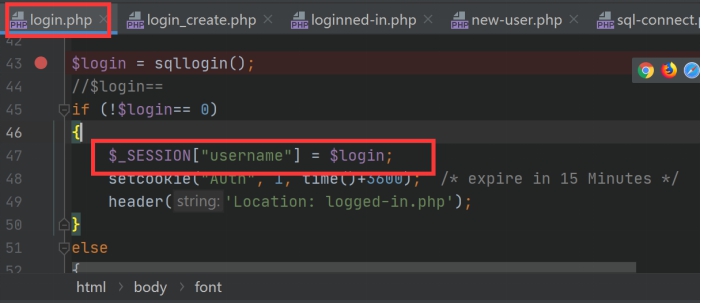 login.php login_create.php loginned-in.php new-user.php sql-connect.
42
43 $login = sqllogin();
44 //$login==
45 if (!$login== 0)
46 {
47 $_SESSION["username"] = $login;
48 setcookie("Auth", 1, time()+3600); /* expire in 15 Minutes */
49 header( string: 'Location: logged-in.php');
50 }
51 else
52 {
html > body > font